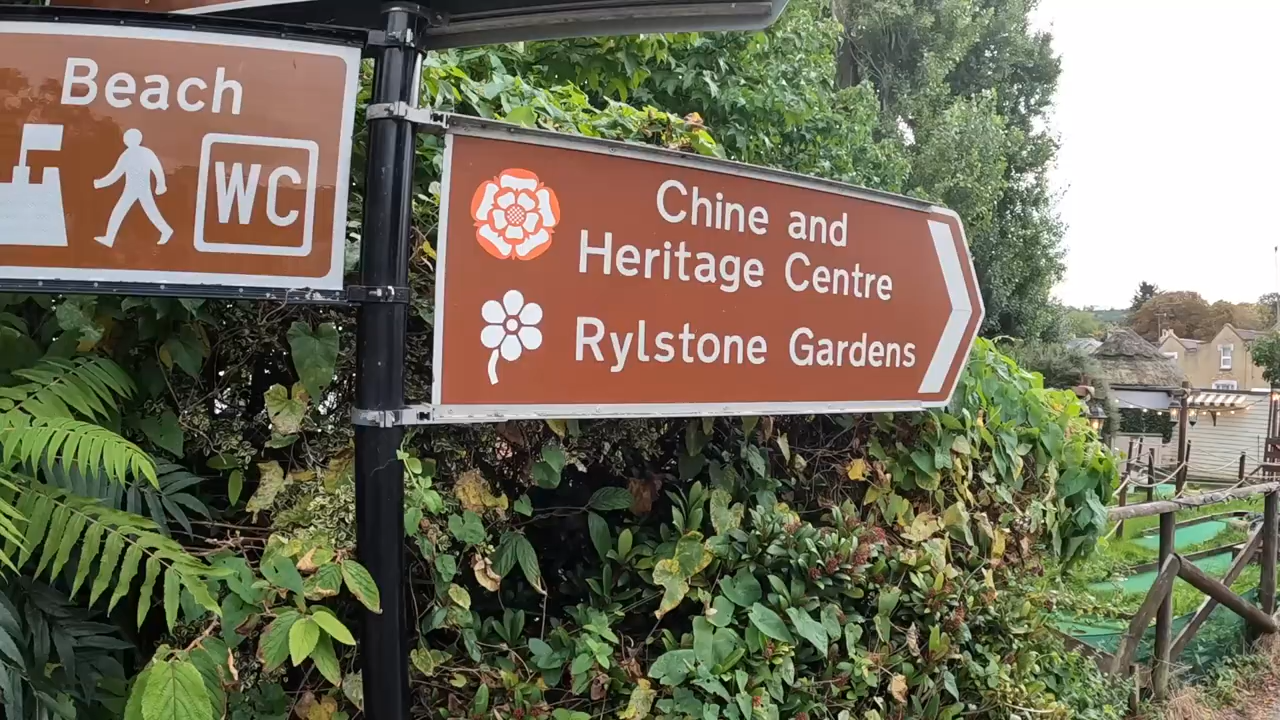 Beach
WC
Chine and
Heritage Centre
Rylstone Gardens